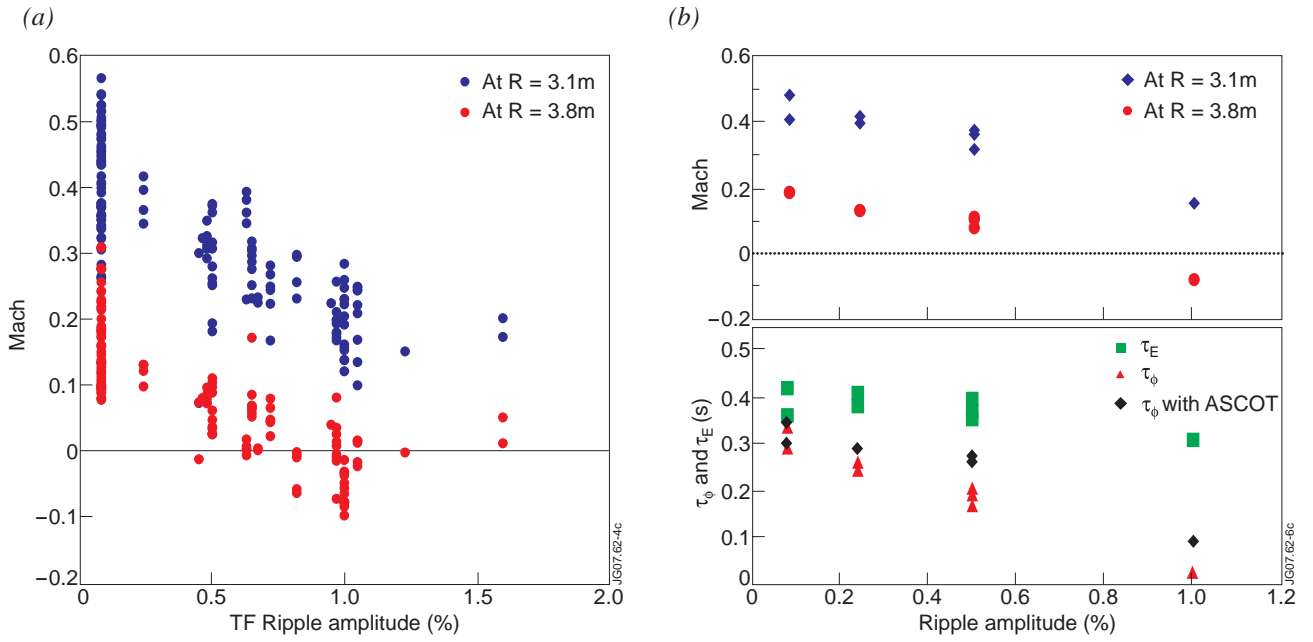 (a)
0.6
0.5
0.4
0.3
0.2
0.1
0
−0.1
−0.2
Mach
At R = 3.1m
At R = 3.8m
0
0.5
1.0
1.5
2.0
TF Ripple amplitude (%)
JG07.62-4c
(b)
0.6
0.4
0.2
0
−0.2
Mach
At R = 3.1m
At R = 3.8m
0.5
0.4
0.3
0.2
0.1
0
τϕ and τE (s)
τE
τϕ
τϕ with ASCOT
0
0.2
0.4
0.6
0.8
1.0
1.2
Ripple amplitude (%)
JG07.62-6c